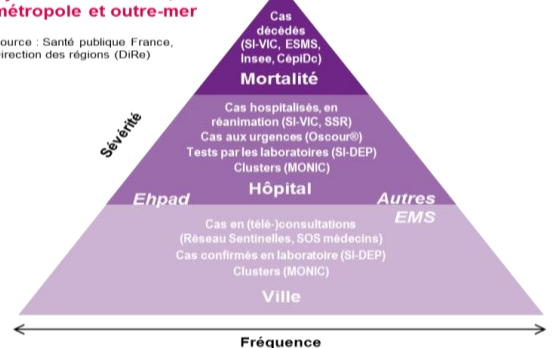 métropole et outre-mer
ource : Santé publique France,
irection des régions (DiRe)
Cas
décédés
(SI-VIC, ESMS,
Insee, CépiDc)
Mortalité
Sévérité
Cas hospitalisés, en
réanimation (SI-VIC, SSR)
Cas aux urgences (Oscour®)
Tests par les laboratoires (SI-DEP)
Clusters (MONIC)
Hôpital
Ehpad
Autres
EMS
Cas en (télé-)consultations
(Réseau Sentinelles, SOS médecins)
Cas confirmés en laboratoire (SI-DEP)
Clusters (MONIC)
Ville
Fréquence